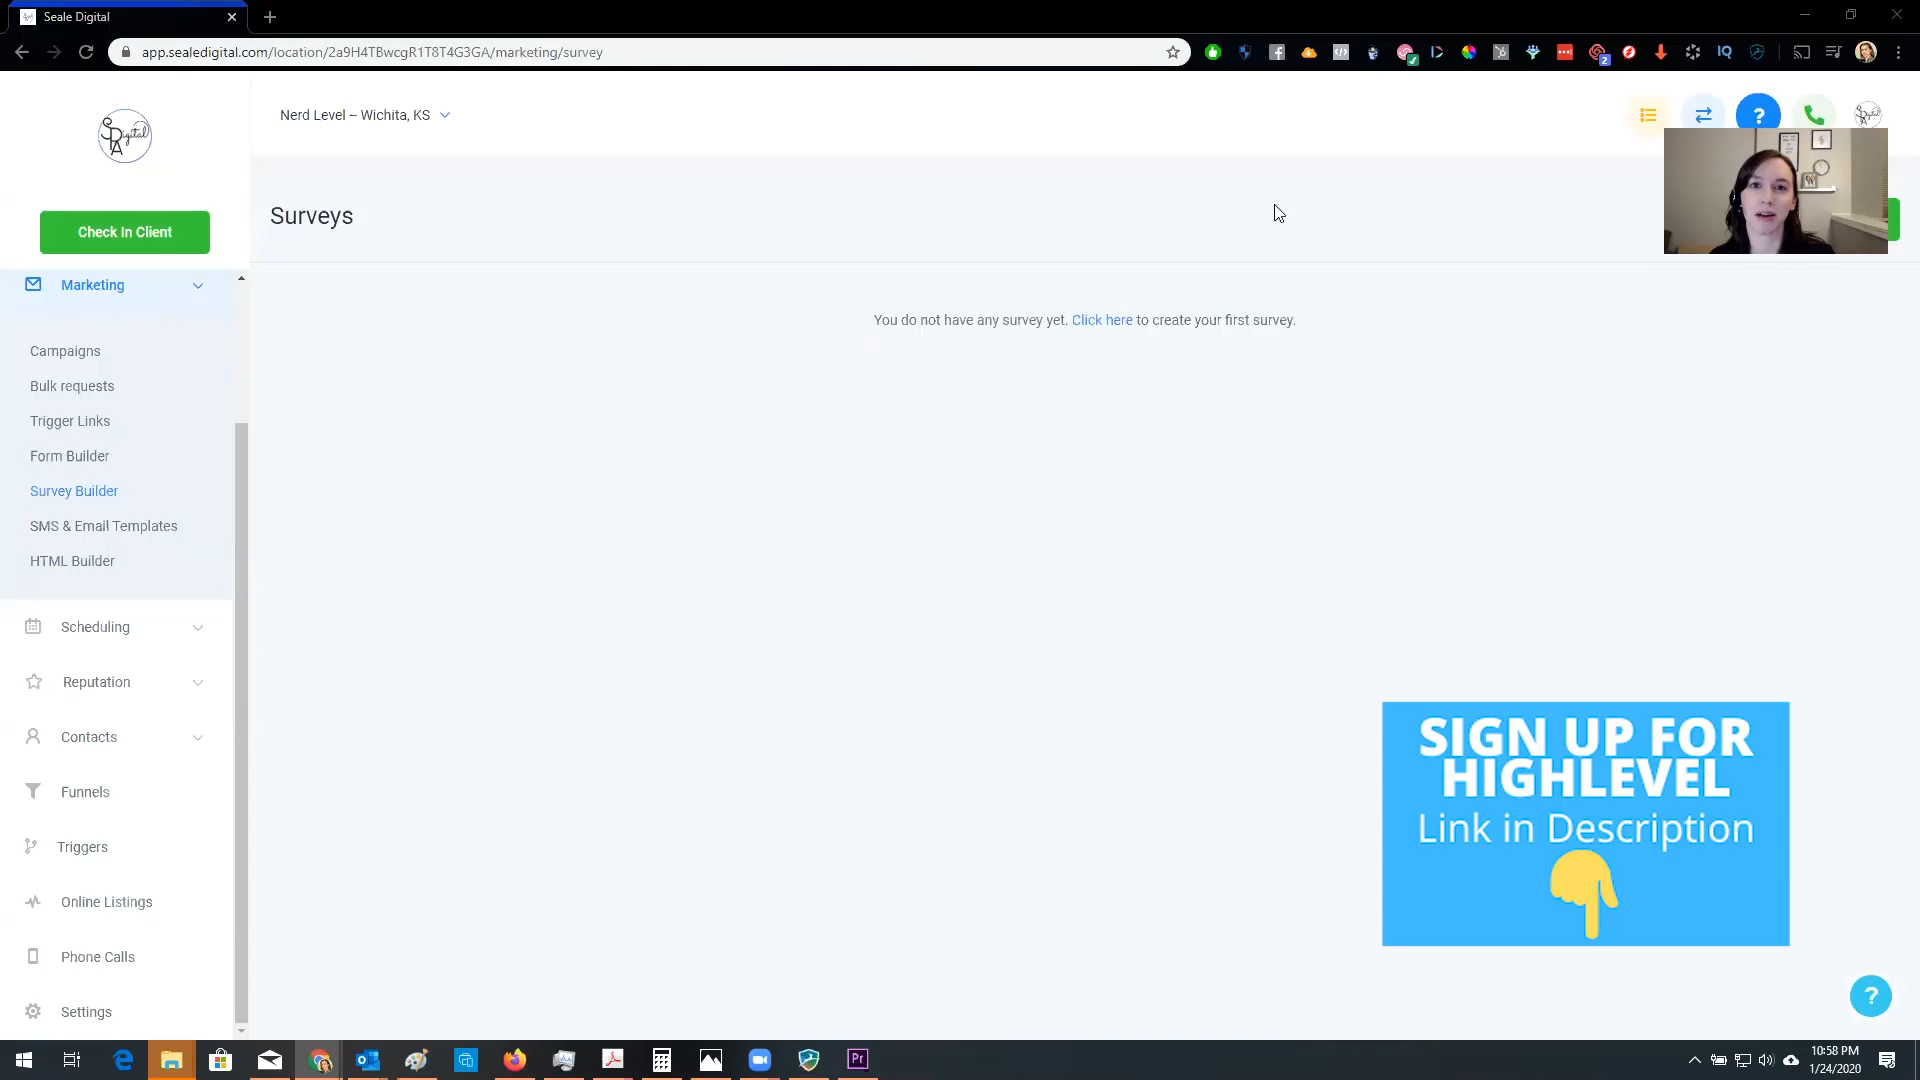 Seale Digital
app.sealedigital.com/location/2a9H4TBwcgR1T8T4G3GA/marketing/survey
Nerd Level -- Wichita, KS
Check In Client
Surveys
Marketing
You do not have any survey yet. Click here to create your first survey.
Campaigns
Bulk requests
Trigger Links
Form Builder
Survey Builder
SMS & Email Templates
HTML Builder
Scheduling
Reputation
Contacts
Funnels
Triggers
Online Listings
Phone Calls
Settings
SIGN UP FOR
HIGHLEVEL
Link in Description
?
?
IQ
2
Pr
10:58 PM
1/24/2020